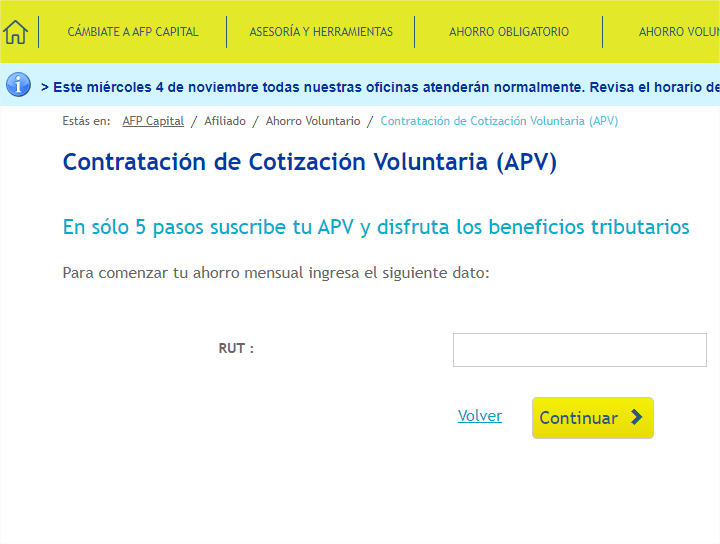 CÁMBIATE A AFP CAPITAL ASESORÍA Y HERRAMIENTAS AHORRO OBLIGATORIO AHORRO VOLUN
> Este miércoles 4 de noviembre todas nuestras oficinas atenderán normalmente. Revisa el horario de
Estás en: AFP Capital / Afiliado / Ahorro Voluntario / Contratación de Cotización Voluntaria (APV)
Contratación de Cotización Voluntaria (APV)
En sólo 5 pasos suscribe tu APV y disfruta los beneficios tributarios
Para comenzar tu ahorro mensual ingresa el siguiente dato:
RUT :
Volver Continuar